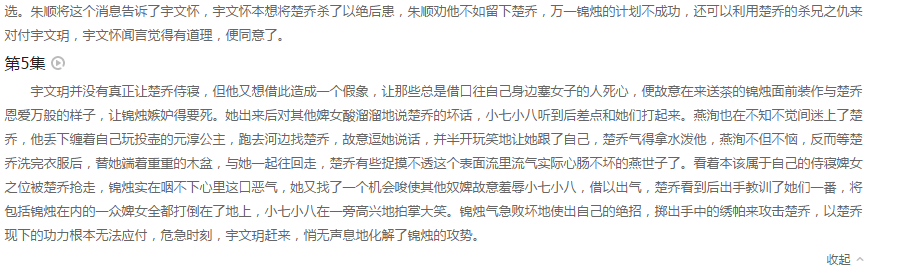 选。朱顺将这个消息告诉了宇文怀，宇文怀本想将楚乔杀了以绝后患，朱顺劝他不如留下楚乔，万一锦烛的计划不成功，还可以利用楚乔的杀兄之仇来
对付宇文玥，宇文怀闻言觉得有道理，便同意了。
第5集
宇文玥并没有真正让楚乔侍寝，但他又想借此造成一个假象，让那些总是借口往自己身边塞女子的人死心，便故意在来送茶的锦烛面前装作与楚乔
恩爱万般的样子，让锦烛嫉妒得要死。她出来后对其他婢女酸溜溜地说楚乔的坏话，小七小八听到后差点和她们打起来。燕洵也在不知不觉间迷上了楚
乔，他丢下缠着自己玩投壶的元淳公主，跑去河边找楚乔，故意逗她说话，并半开玩笑地让她跟了自己，楚乔气得拿水泼他，燕洵不但不恼，反而等楚
乔洗完衣服后，替她端着重重的木盆，与她一起往回走，楚乔有些捉摸不透这个表面流里流气实际心肠不坏的燕世子了。看着本该属于自己的侍寝婢女
之位被楚乔抢走，锦烛实在咽不下心里这口恶气，她又找了一个机会唆使其他奴婢故意羞辱小七小八，借以出气，楚乔看到后出手教训了她们一番，将
包括锦烛在内的一众婢女全都打倒在了地上，小七小八在一旁高兴地拍掌大笑。锦烛气急败坏地使出自己的绝招，掷出手中的绣帕来攻击楚乔，以楚乔
现下的功力根本无法应付，危急时刻，宇文玥赶来，悄无声息地化解了锦烛的攻势。
收起